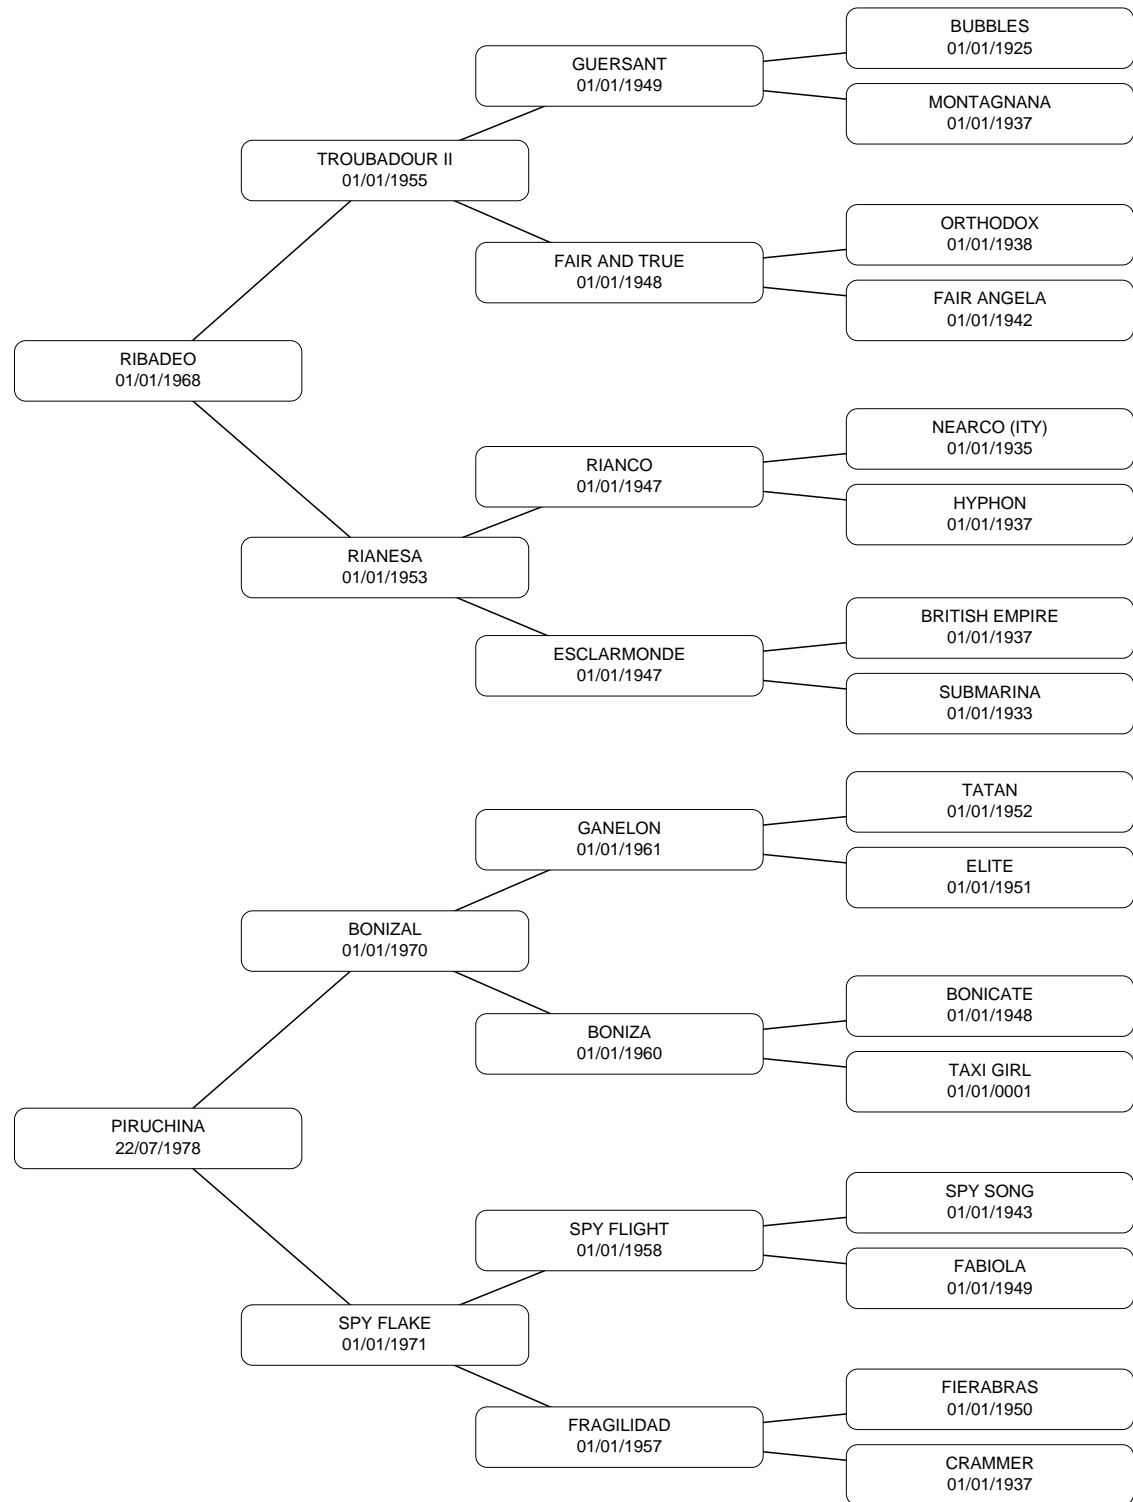 BUBBLES
01/01/1925
GUERSANT
01/01/1949
MONTAGNANA
01/01/1937
TROUBADOUR II
01/01/1955
ORTHODOX
01/01/1938
FAIR AND TRUE
01/01/1948
FAIR ANGELA
01/01/1942
RIBADEO
01/01/1968
NEARCO (ITY)
01/01/1935
RIANCO
01/01/1947
HYPHON
01/01/1937
RIANESA
01/01/1953
BRITISH EMPIRE
01/01/1937
ESCLARMONDE
01/01/1947
SUBMARINA
01/01/1933
TATAN
01/01/1952
GANELON
01/01/1961
ELITE
01/01/1951
BONIZAL
01/01/1970
BONICATE
01/01/1948
BONIZA
01/01/1960
TAXI GIRL
01/01/0001
PIRUCHINA
22/07/1978
SPY SONG
01/01/1943
SPY FLIGHT
01/01/1958
FABIOLA
01/01/1949
SPY FLAKE
01/01/1971
FIERABRAS
01/01/1950
FRAGILIDAD
01/01/1957
CRAMMER
01/01/1937